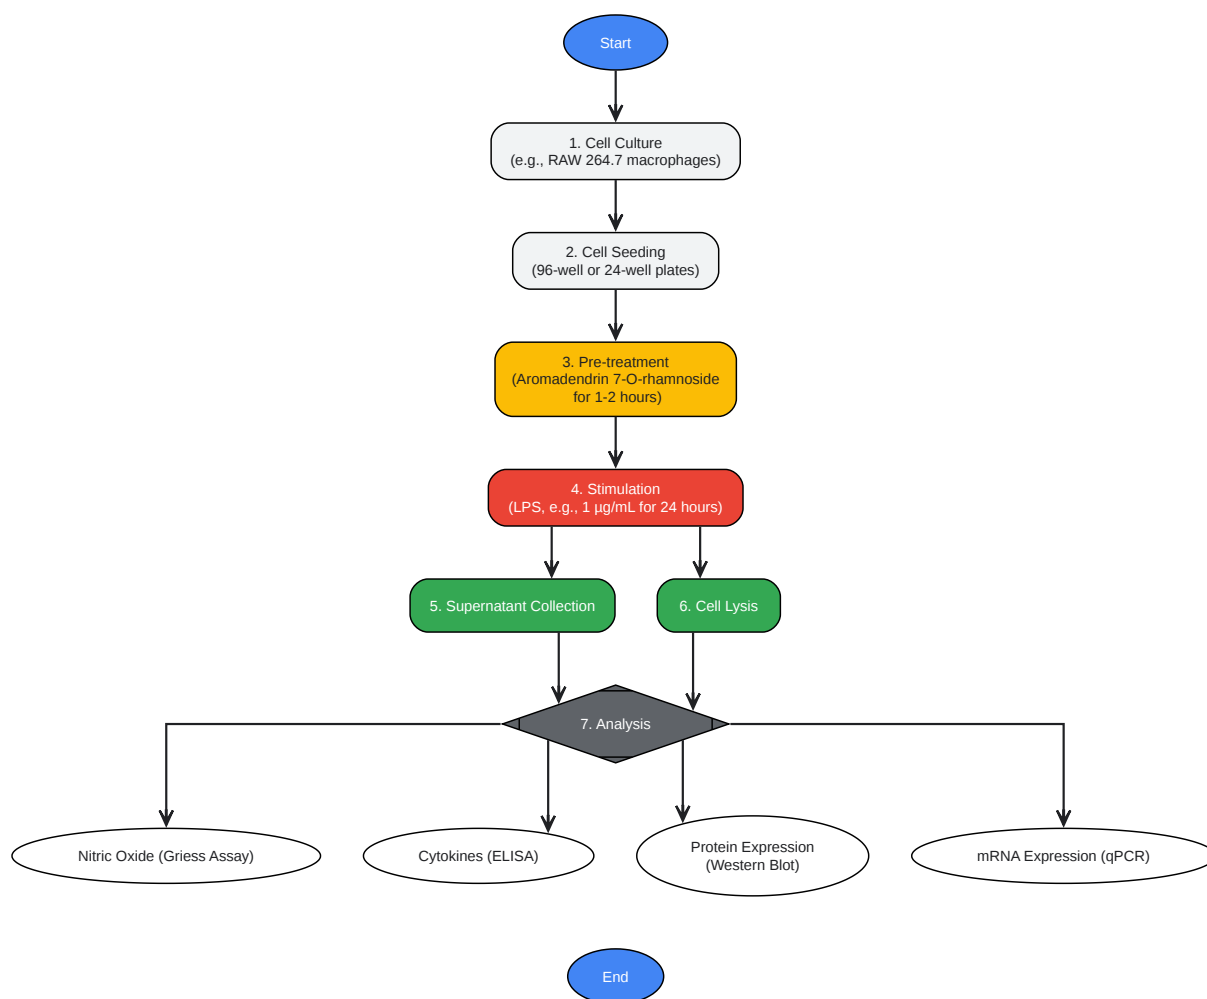 Start
1. Cell Culture
(e.g., RAW 264.7 macrophages)
2. Cell Seeding
(96-well or 24-well plates)
3. Pre-treatment
(Aromadendrin 7-O-rhamnoside
for 1-2 hours)
4. Stimulation
(LPS, e.g., 1 µg/mL for 24 hours)
5. Supernatant Collection
6. Cell Lysis
7. Analysis
Nitric Oxide (Griess Assay)
Cytokines (ELISA)
Protein Expression
(Western Blot)
mRNA Expression (qPCR)
End